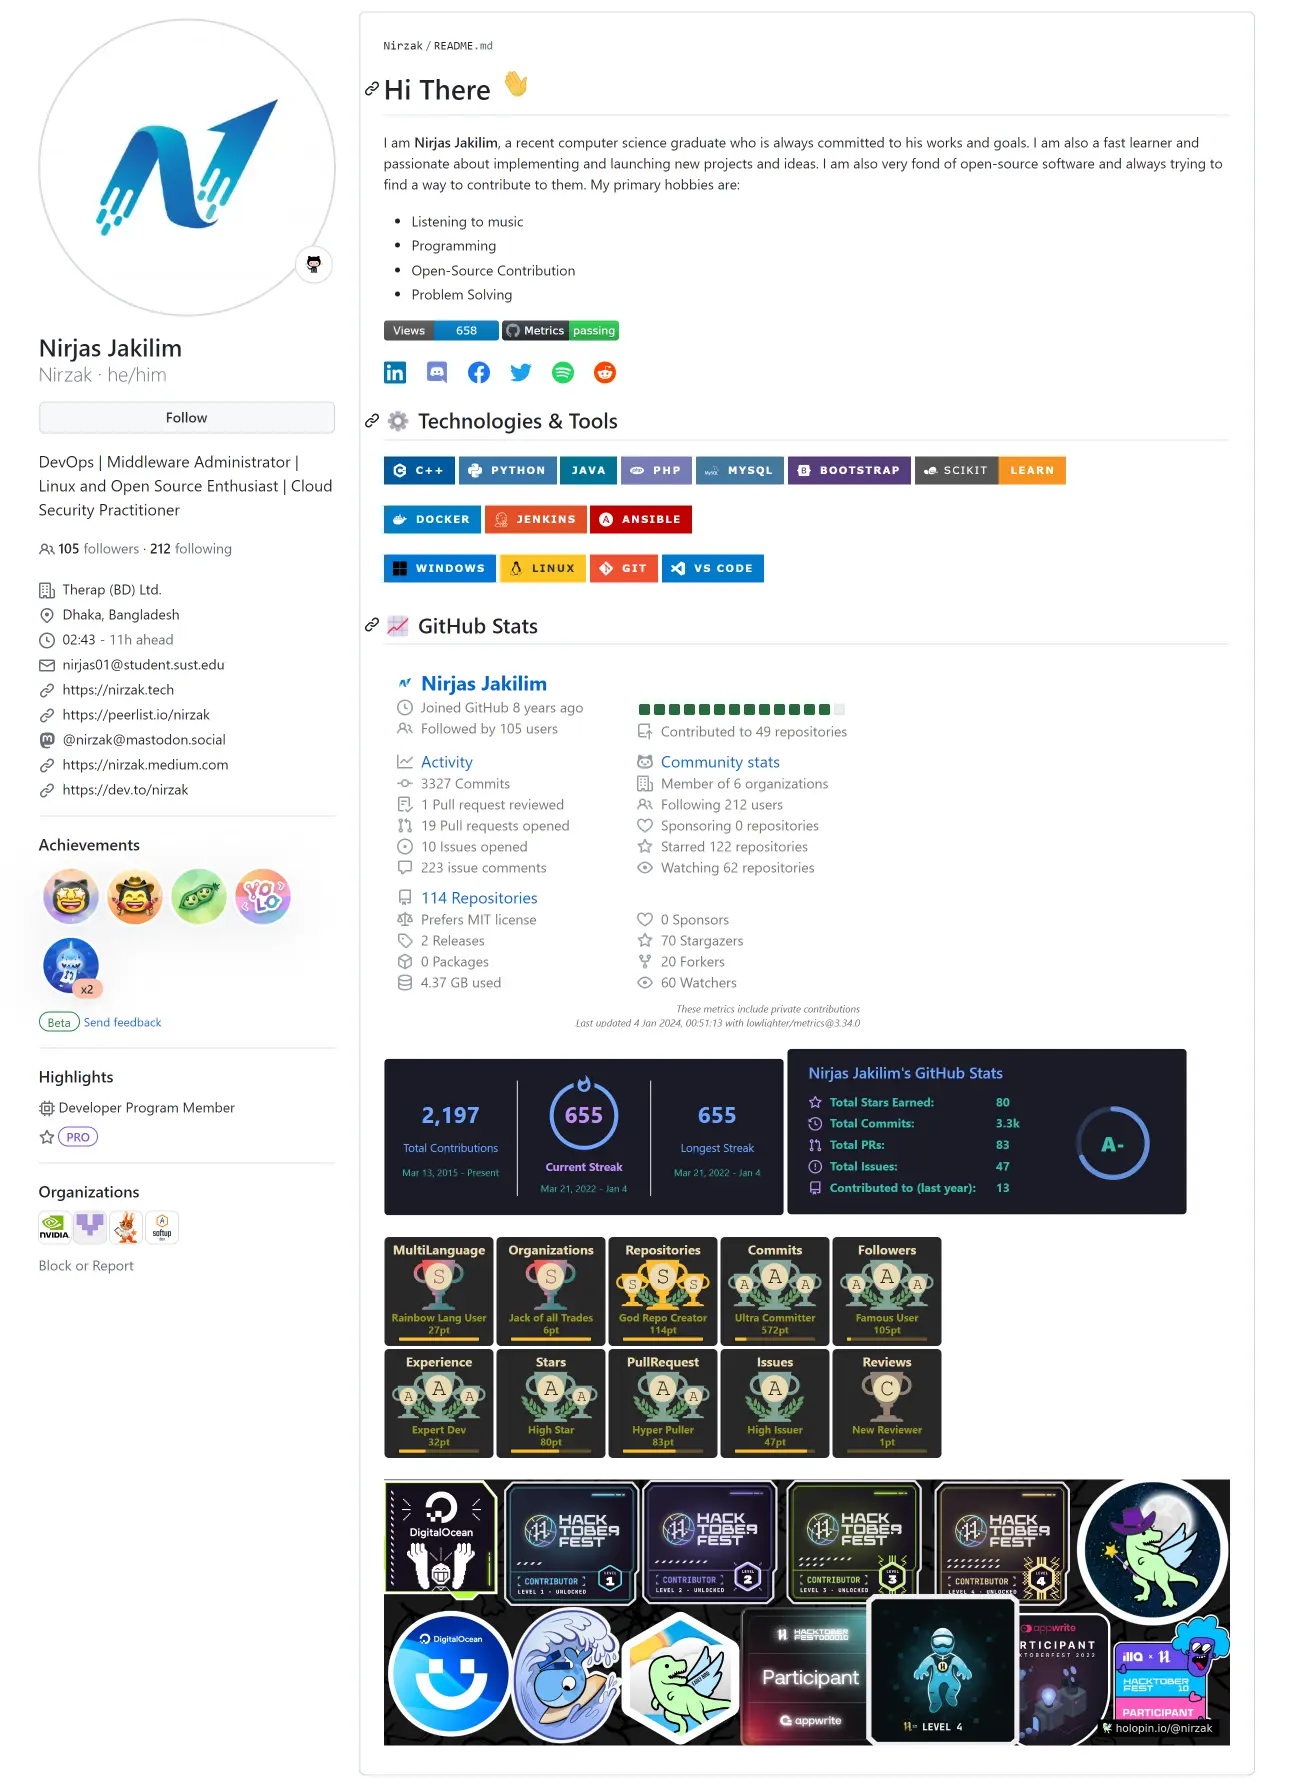 Nirjas Jakilim
Nirzak · he/him
Follow
DevOps | Middleware Administrator |
Linux and Open Source Enthusiast | Cloud
Security Practitioner
105 followers · 212 following
Therap (BD) Ltd.
Dhaka, Bangladesh
02:43 - 11h ahead
nirjas01@student.sust.edu
https://nirzak.tech
https://peerlist.io/nirzak
@nirzak@mastodon.social
https://nirzak.medium.com
https://dev.to/nirzak
Achievements
YOLO
x2
Beta Send feedback
Highlights
Developer Program Member
PRO
Organizations
NVIDIA
softup
Block or Report
Nirzak / README.md
Hi There
I am Nirjas Jakilim, a recent computer science graduate who is always committed to his works and goals. I am also a fast learner and
passionate about implementing and launching new projects and ideas. I am also very fond of open-source software and always trying to
find a way to contribute to them. My primary hobbies are:
Listening to music
Programming
Open-Source Contribution
Problem Solving
Views 658 Metrics passing
Technologies & Tools
C++ PYTHON JAVA PHP MYSQL BOOTSTRAP SCIKIT LEARN
DOCKER JENKINS ANSIBLE
WINDOWS LINUX GIT VS CODE
GitHub Stats
Nirjas Jakilim
Joined GitHub 8 years ago
Followed by 105 users
Contributed to 49 repositories
Activity
3327 Commits
1 Pull request reviewed
19 Pull requests opened
10 Issues opened
223 issue comments
Community stats
Member of 6 organizations
Following 212 users
Sponsoring 0 repositories
Starred 122 repositories
Watching 62 repositories
114 Repositories
Prefers MIT license
2 Releases
0 Packages
4.37 GB used
0 Sponsors
70 Stargazers
20 Forkers
60 Watchers
These metrics include private contributions
Last updated 4 Jan 2024, 00:51:13 with lowlighter/metrics@3.34.0
2,197
Total Contributions
Mar 13, 2015 - Present
655
Current Streak
Mar 21, 2022 - Jan 4
655
Longest Streak
Mar 21, 2022 - Jan 4
Nirjas Jakilim's GitHub Stats
Total Stars Earned: 80
Total Commits: 3.3k
Total PRs: 83
Total Issues: 47
Contributed to (last year): 13
A-
MultiLanguage
S
Rainbow Lang User
27pt
Organizations
S
Jack of all Trades
6pt
Repositories
S S S
God Repo Creator
114pt
Commits
A A A
Ultra Committer
572pt
Followers
A A A
Famous User
105pt
Experience
A A A
Expert Dev
32pt
Stars
A A
High Star
80pt
PullRequest
A A
Hyper Puller
83pt
Issues
A
High Issuer
47pt
Reviews
C
New Reviewer
1pt
DigitalOcean
HACK
TOBER
FEST
CONTRIBUTOR
LEVEL 1 - UNLOCKED
1
HACK
TOBER
FEST
CONTRIBUTOR
LEVEL 2 - UNLOCKED
2
HACK
TOBER
FEST
CONTRIBUTOR
LEVEL 3 - UNLOCKED
3
HACK
TOBER
FEST
CONTRIBUTOR
LEVEL 4 - UNLOCKED
4
DigitalOcean
Participant
appwrite
LEVEL 4
appwrite
RTICIPANT
KTOBERFEST 2022
illa × H
HACKTOBER
FEST 10
PARTICIPANT
holopin.io/@nirzak